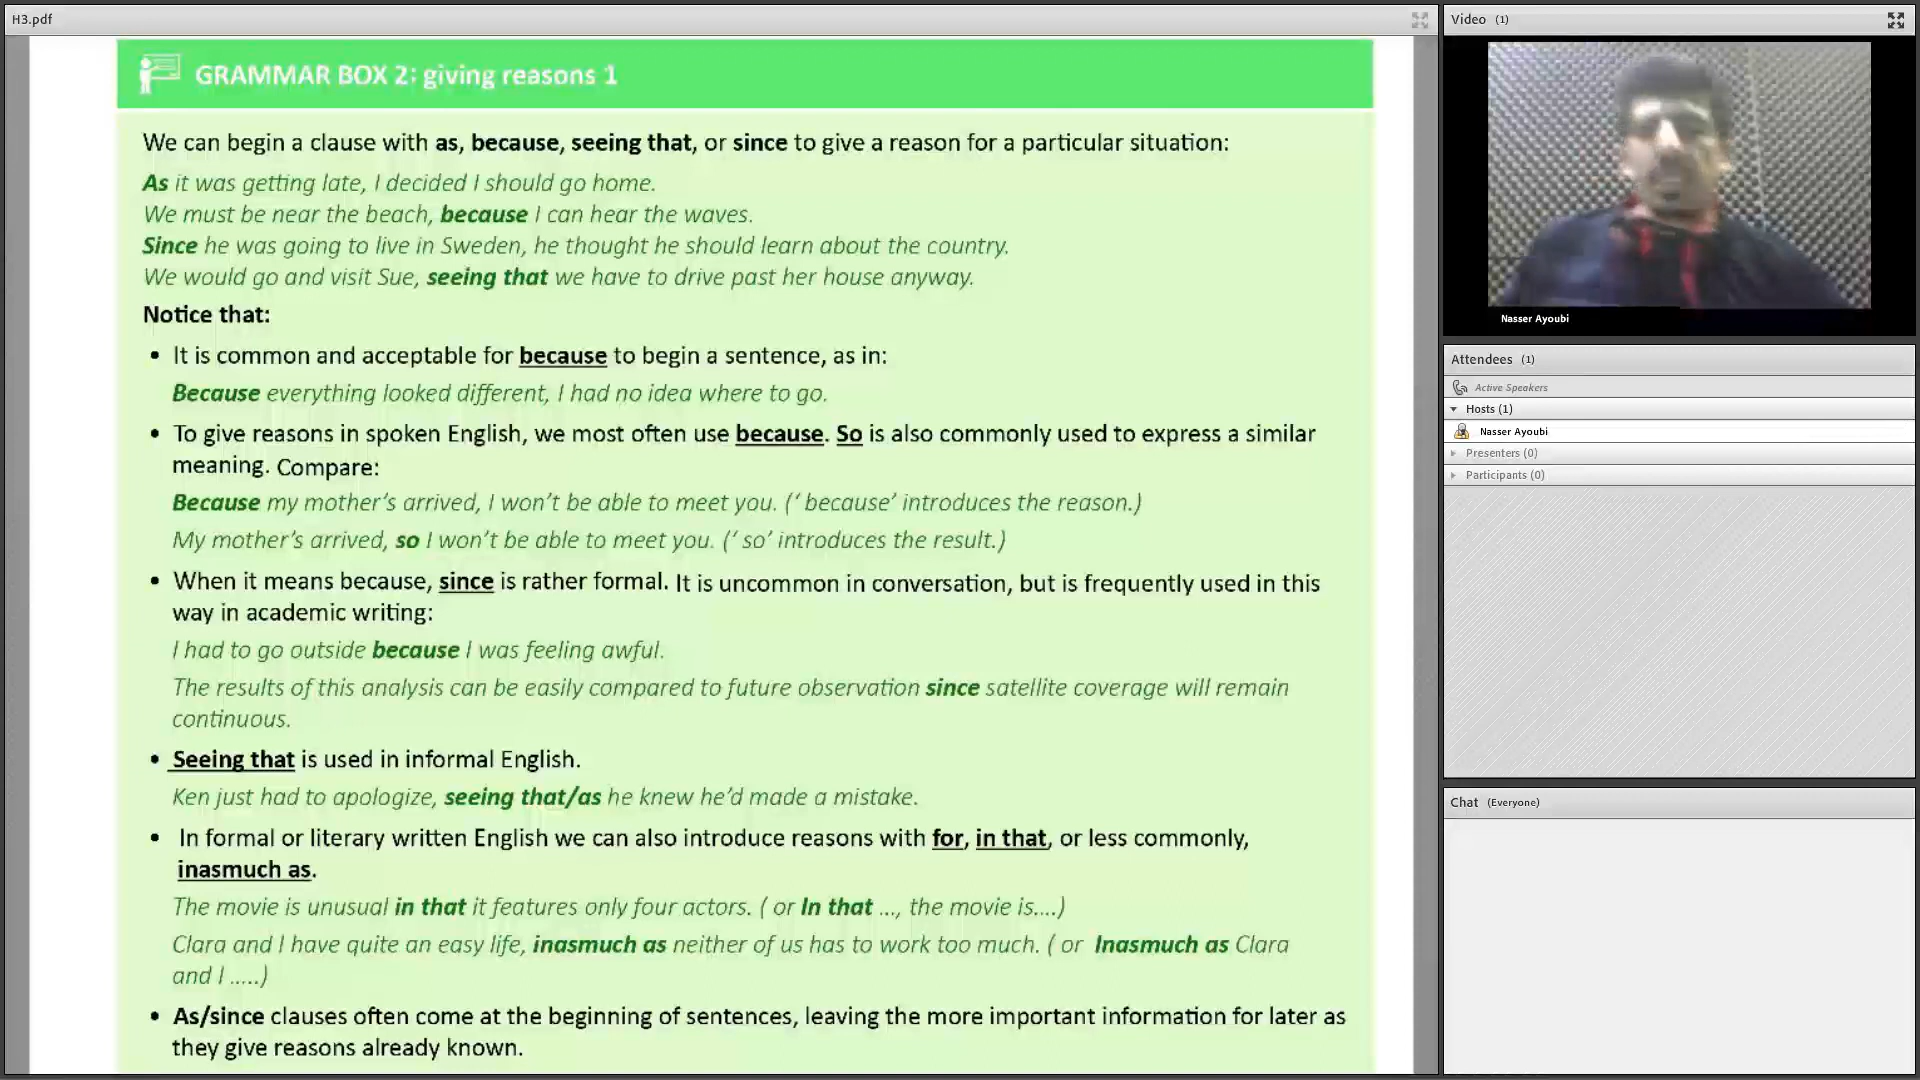 H3.pdf
GRAMMAR BOX 2: giving reasons 1
We can begin a clause with as, because, seeing that, or since to give a reason for a particular situation:
As it was getting late, I decided I should go home.
We must be near the beach, because I can hear the waves.
Since he was going to live in Sweden, he thought he should learn about the country.
We would go and visit Sue, seeing that we have to drive past her house anyway.
Notice that:
• It is common and acceptable for because to begin a sentence, as in:
Because everything looked different, I had no idea where to go.
• To give reasons in spoken English, we most often use because. So is also commonly used to express a similar
meaning. Compare:
Because my mother's arrived, I won't be able to meet you. (' because' introduces the reason.)
My mother's arrived, so I won't be able to meet you. (' so' introduces the result.)
• When it means because, since is rather formal. It is uncommon in conversation, but is frequently used in this
way in academic writing:
I had to go outside because I was feeling awful.
The results of this analysis can be easily compared to future observation since satellite coverage will remain
continuous.
• Seeing that is used in informal English.
Ken just had to apologize, seeing that/as he knew he'd made a mistake.
• In formal or literary written English we can also introduce reasons with for, in that, or less commonly,
inasmuch as.
The movie is unusual in that it features only four actors. ( or In that ..., the movie is....)
Clara and I have quite an easy life, inasmuch as neither of us has to work too much. ( or Inasmuch as Clara
and I .....)
• As/since clauses often come at the beginning of sentences, leaving the more important information for later as
they give reasons already known.
Video (1)
Nasser Ayoubi
Attendees (1)
Active Speakers
Hosts (1)
Nasser Ayoubi
Presenters (0)
Participants (0)
Chat (Everyone)